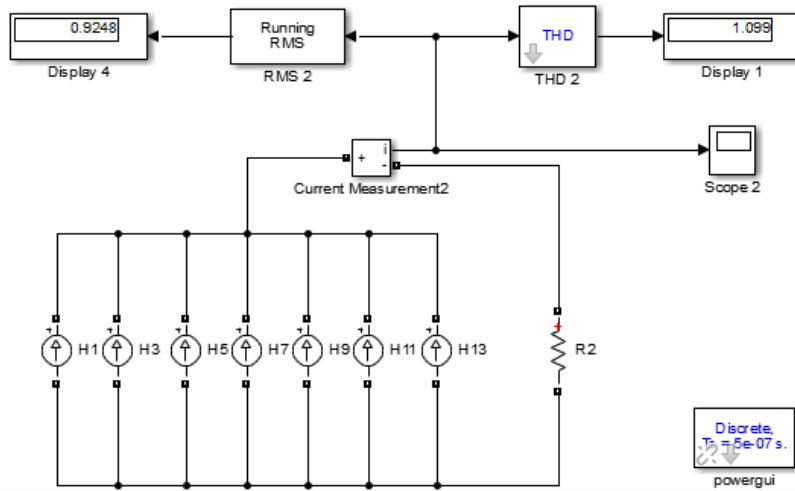 0.9248
Display 4
Running
RMS
RMS 2
THD
THD 2
1.099
Display 1
+
i
-
Current Measurement2
Scope 2
+
H1
+
H3
+
H5
+
H7
+
H9
+
H11
+
H13
+
R2
Discrete,
Ts = 5e-07 s.
powergui